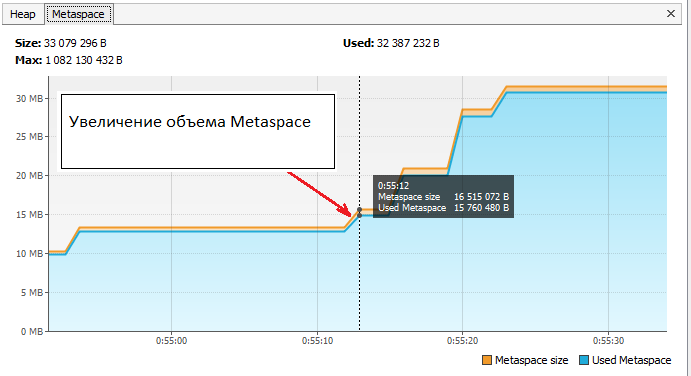 Heap Metaspace
Size: 33 079 296 B Used: 32 387 232 B
Max: 1 082 130 432 B
30 MB
Увеличение объема Metaspace
25 MB
20 MB
0:55:12
Metaspace size 16 515 072 B
Used Metaspace 15 760 480 B
15 MB
10 MB
5 MB
0 MB
0:55:00 0:55:10 0:55:20 0:55:30
Metaspace size Used Metaspace